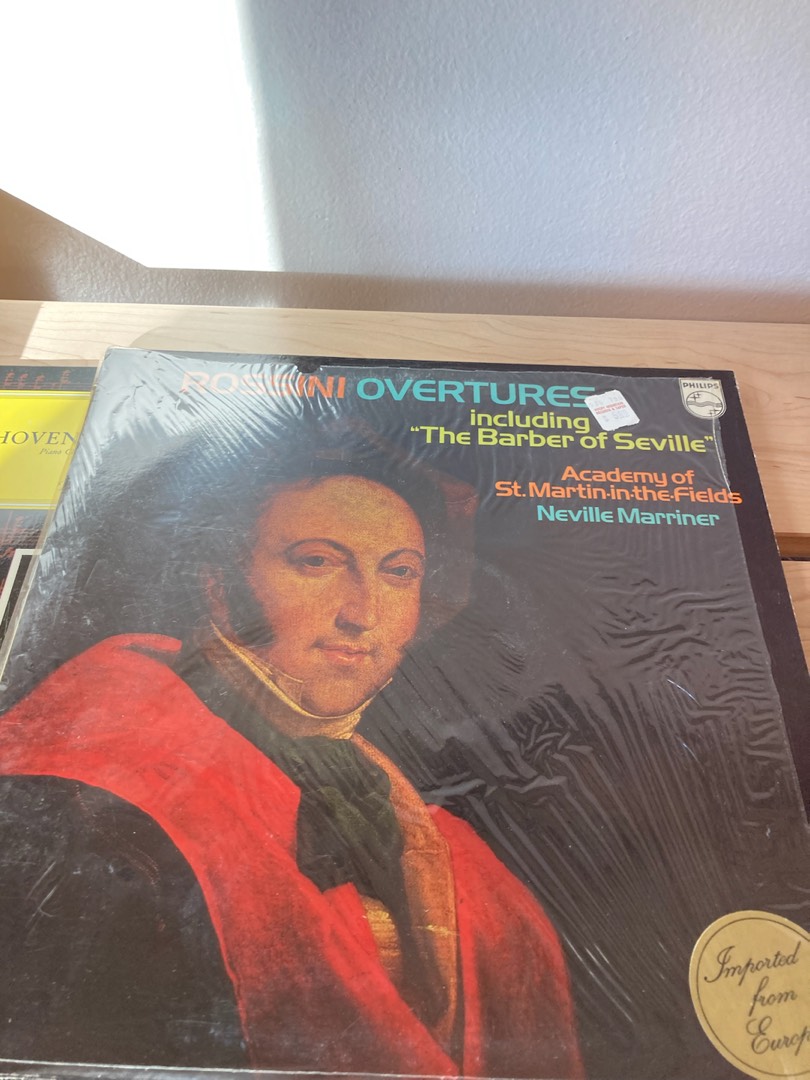 ROSSINI OVERTURES
including
"The Barber of Seville"
PHILIPS
Academy of
St. Martin-in-the-Fields
Neville Marriner
HOVEN
Piano
Imported
from